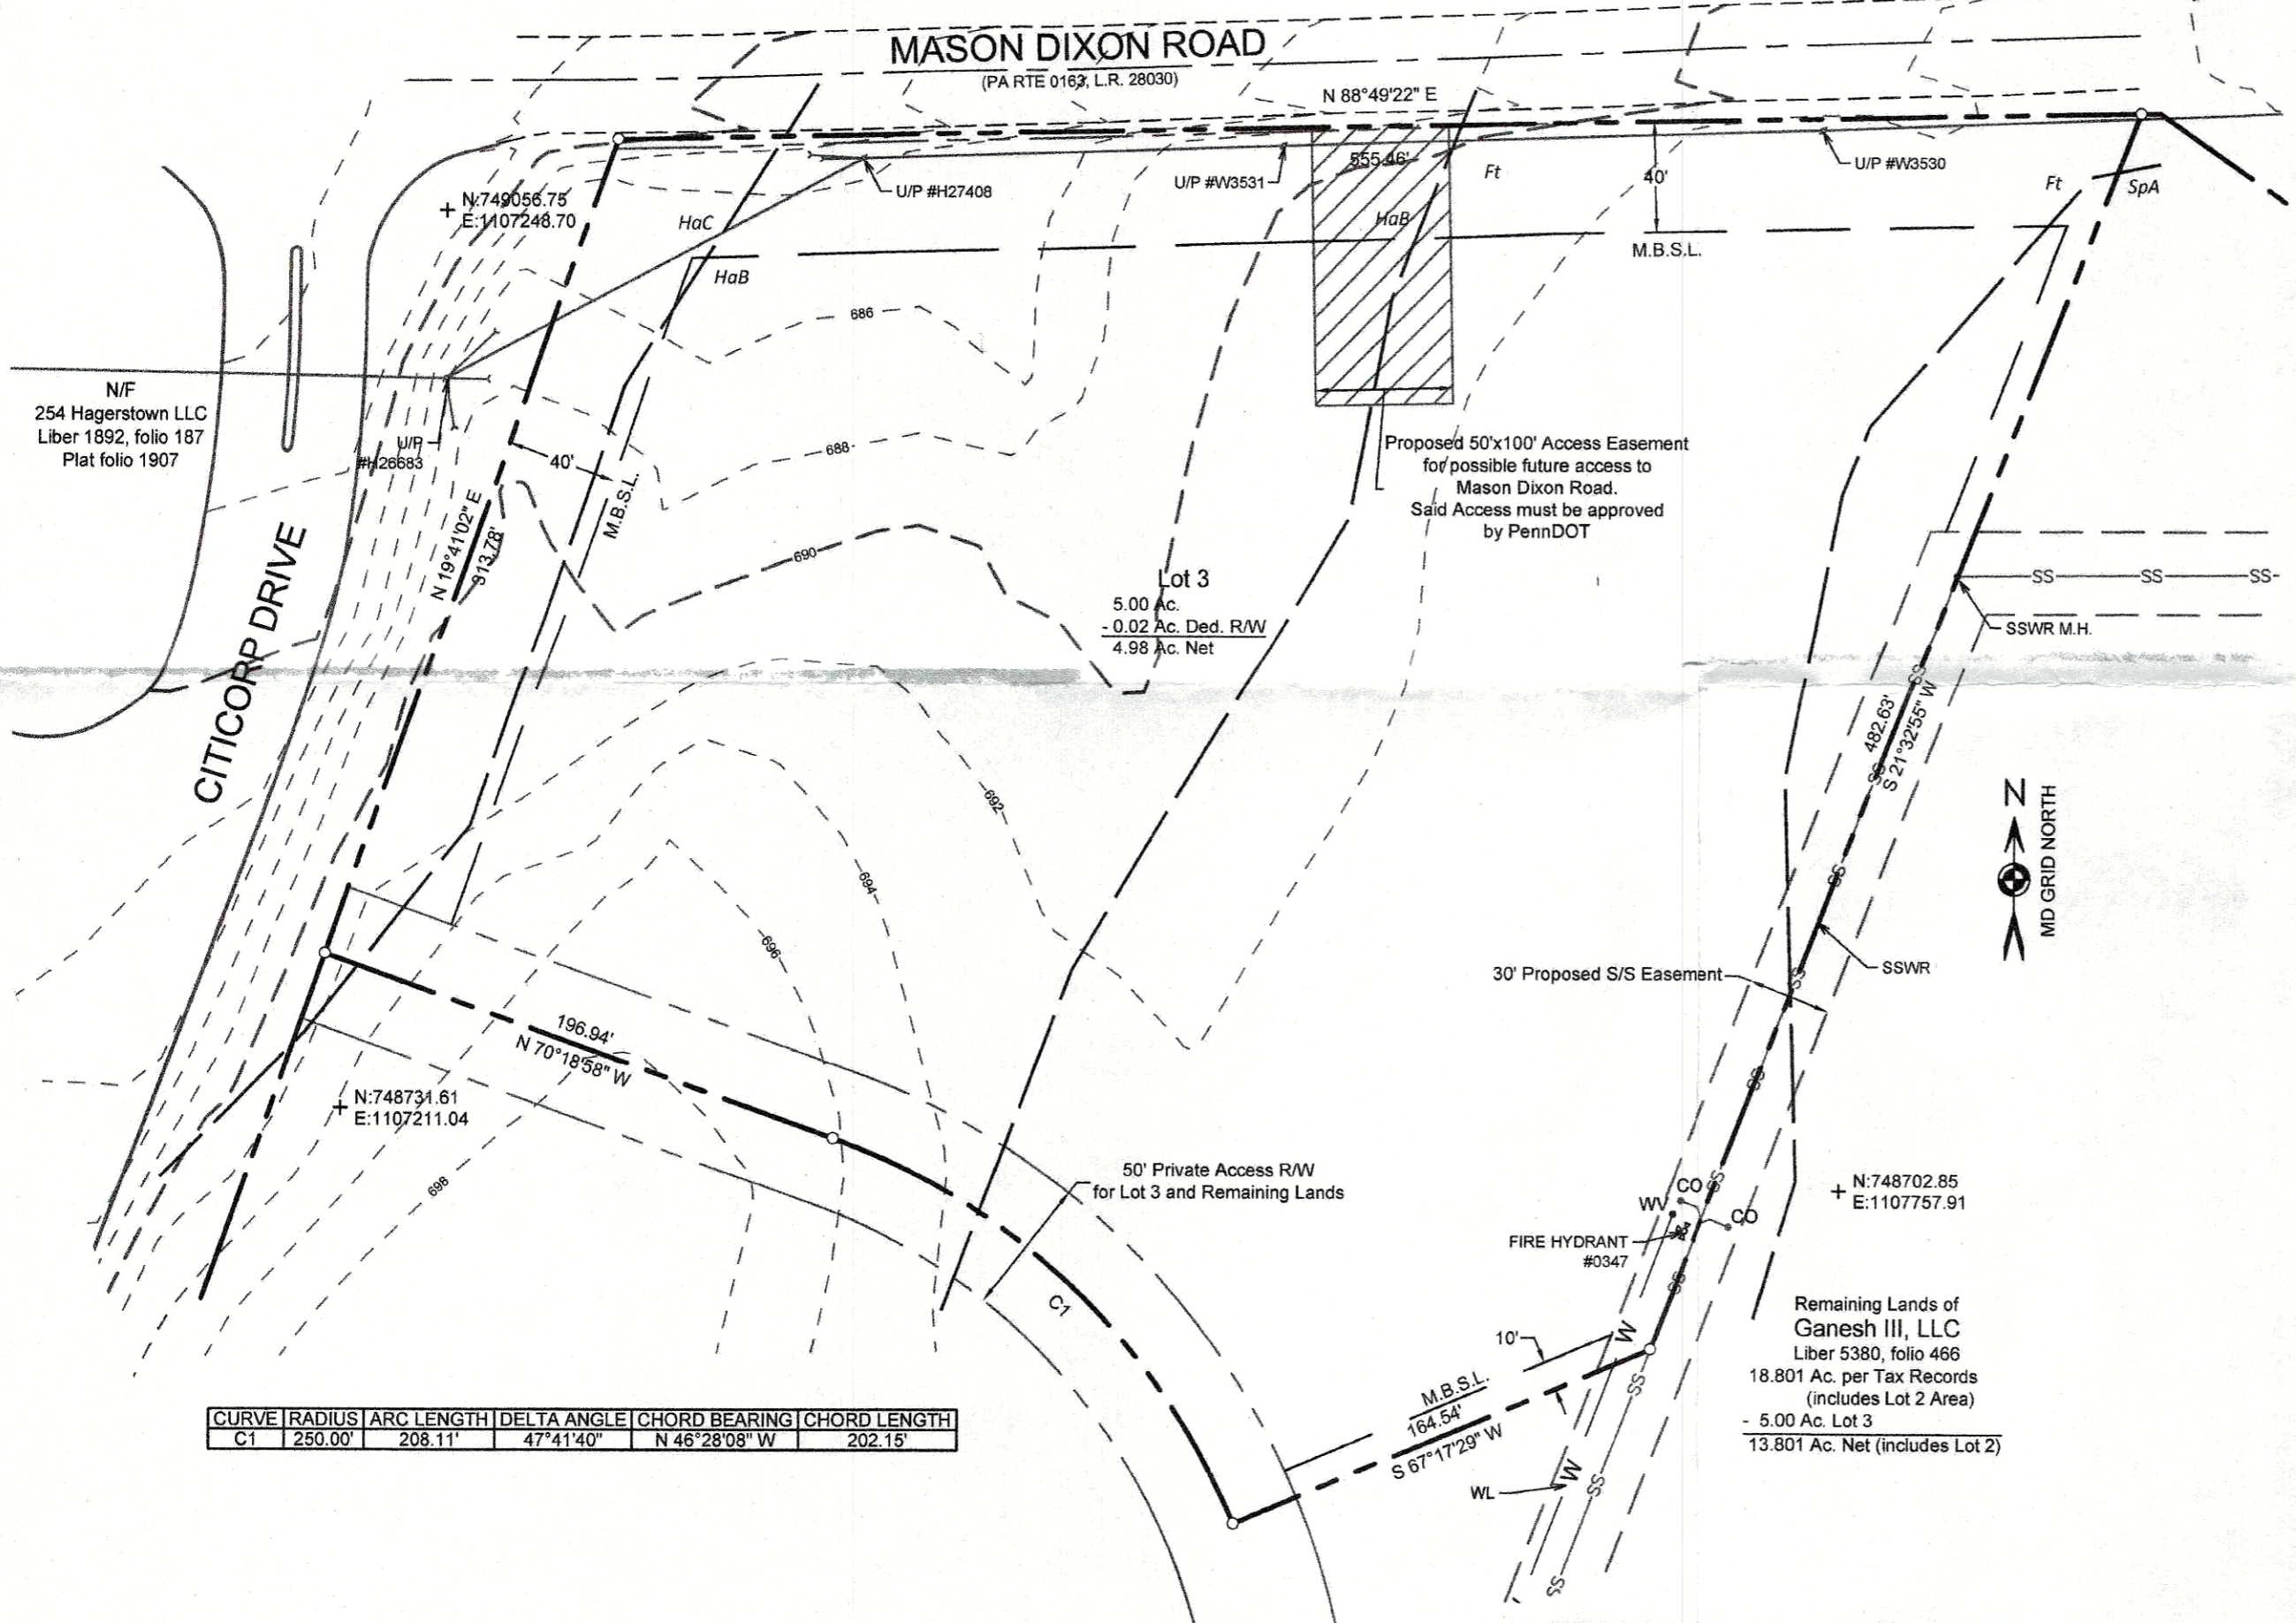 MASON DIXON ROAD
(PA RTE 0163, L.R. 28030)
N 88°49'22" E
555.46'
U/P #H27408
U/P #W3531
U/P #W3530
Ft
40'
Ft
SpA
N:749056.75
E:1107248.70
HaC
HaB
HaB
M.B.S.L.
686
688
690
692
694
696
698
N/F
254 Hagerstown LLC
Liber 1892, folio 187
Plat folio 1907
U/P
#H26683
40'
M.B.S.L.
N 19°41'02" E
313.78'
CITICORP DRIVE
Proposed 50'x100' Access Easement
for possible future access to
Mason Dixon Road.
Said Access must be approved
by PennDOT
Lot 3
5.00 Ac.
- 0.02 Ac. Ded. R/W
4.98 Ac. Net
SS
SS
SS
SSWR M.H.
SS
482.63'
S 21°32'55" W
SS
SS
N
MD GRID NORTH
30' Proposed S/S Easement
SSWR
SS
SS
196.94'
N 70°18'58" W
N:748731.61
E:1107211.04
50' Private Access R/W
for Lot 3 and Remaining Lands
C1
CO
SS
WV
CO
FIRE HYDRANT
#0347
SS
N:748702.85
E:1107757.91
10'
W
SS
M.B.S.L.
164.54'
S 67°17'29" W
W
SS
WL
SS
Remaining Lands of
Ganesh III, LLC
Liber 5380, folio 466
18.801 Ac. per Tax Records
(includes Lot 2 Area)
- 5.00 Ac. Lot 3
13.801 Ac. Net (includes Lot 2)
CURVE RADIUS ARC LENGTH DELTA ANGLE CHORD BEARING CHORD LENGTH
C1 250.00' 208.11' 47°41'40" N 46°28'08" W 202.15'